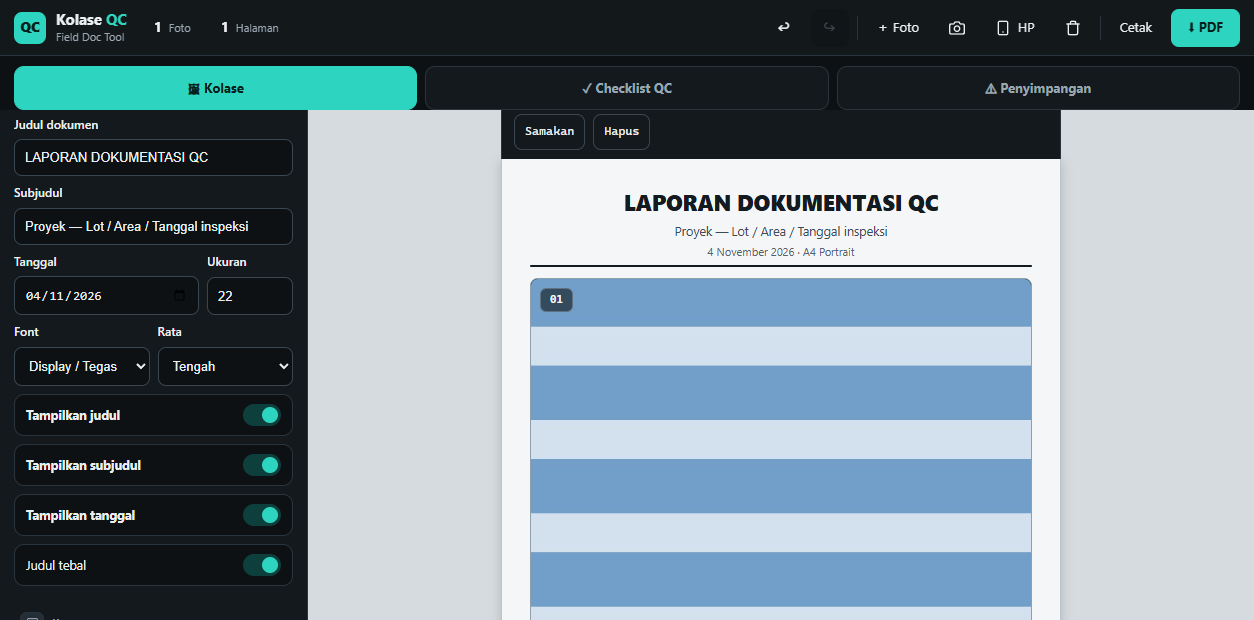 QC Kolase QC
Field Doc Tool
1 Foto 1 Halaman
+ Foto HP Cetak ⬇ PDF
Kolase ✓ Checklist QC ⚠ Penyimpangan
Judul dokumen
LAPORAN DOKUMENTASI QC
Subjudul
Proyek — Lot / Area / Tanggal inspeksi
Tanggal Ukuran
04/11/2026 22
Font Rata
Display / Tegas Tengah
Tampilkan judul
Tampilkan subjudul
Tampilkan tanggal
Judul tebal
Samakan Hapus
LAPORAN DOKUMENTASI QC
Proyek — Lot / Area / Tanggal inspeksi
4 November 2026 · A4 Portrait
01